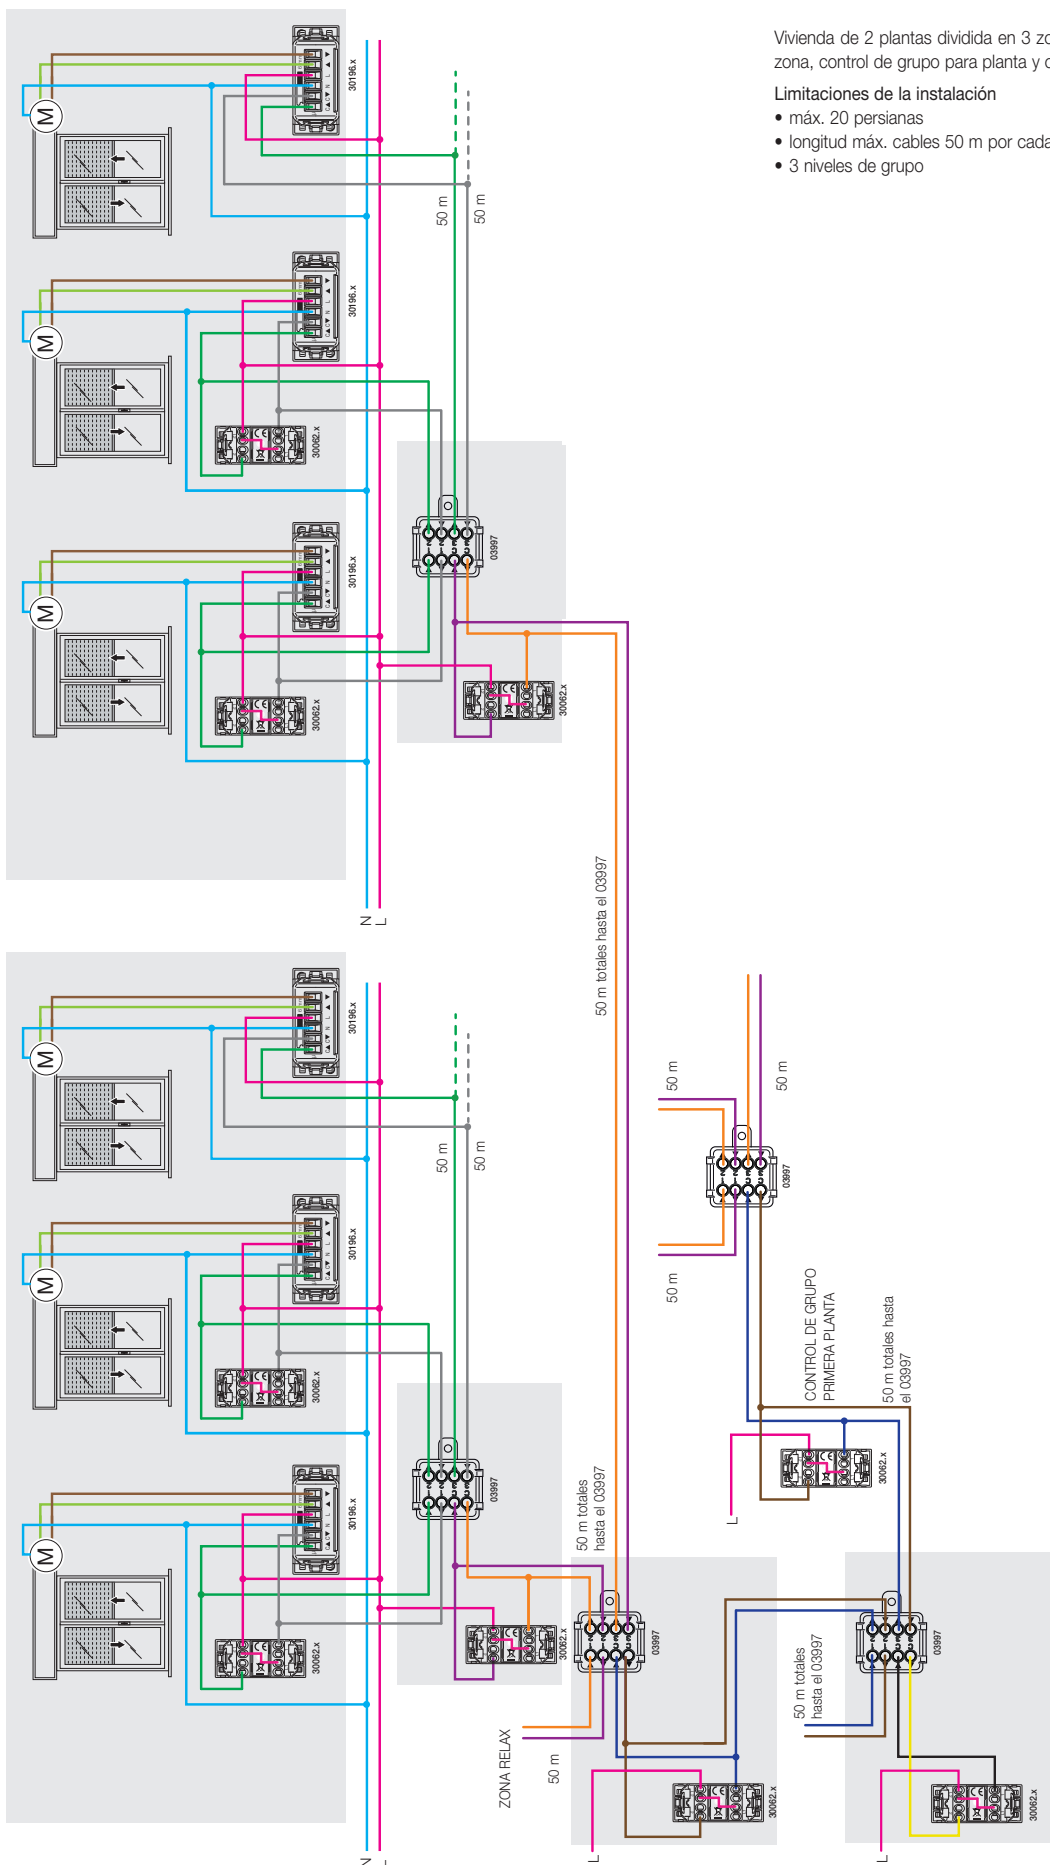 Vivienda de 2 plantas dividida en 3 zo
zona, control de grupo para planta y c
Limitaciones de la instalación
• máx. 20 persianas
• longitud máx. cables 50 m por cada
• 3 niveles de grupo
M
30196.x
50 m
50 m
M
30196.x
30062.x
03997
M
30196.x
30062.x
30062.x
N
L
50 m totales hasta el 03997
M
30196.x
50 m
50 m
M
30196.x
30062.x
03997
M
30196.x
30062.x
30062.x
N
L
50 m
50 m
03997
50 m
CONTROL DE GRUPO
PRIMERA PLANTA
50 m totales hasta
el 03997
30062.x
L
50 m totales
hasta el 03997
03997
ZONA RELAX
50 m
30062.x
L
03997
50 m totales
hasta el 03997
30062.x
L